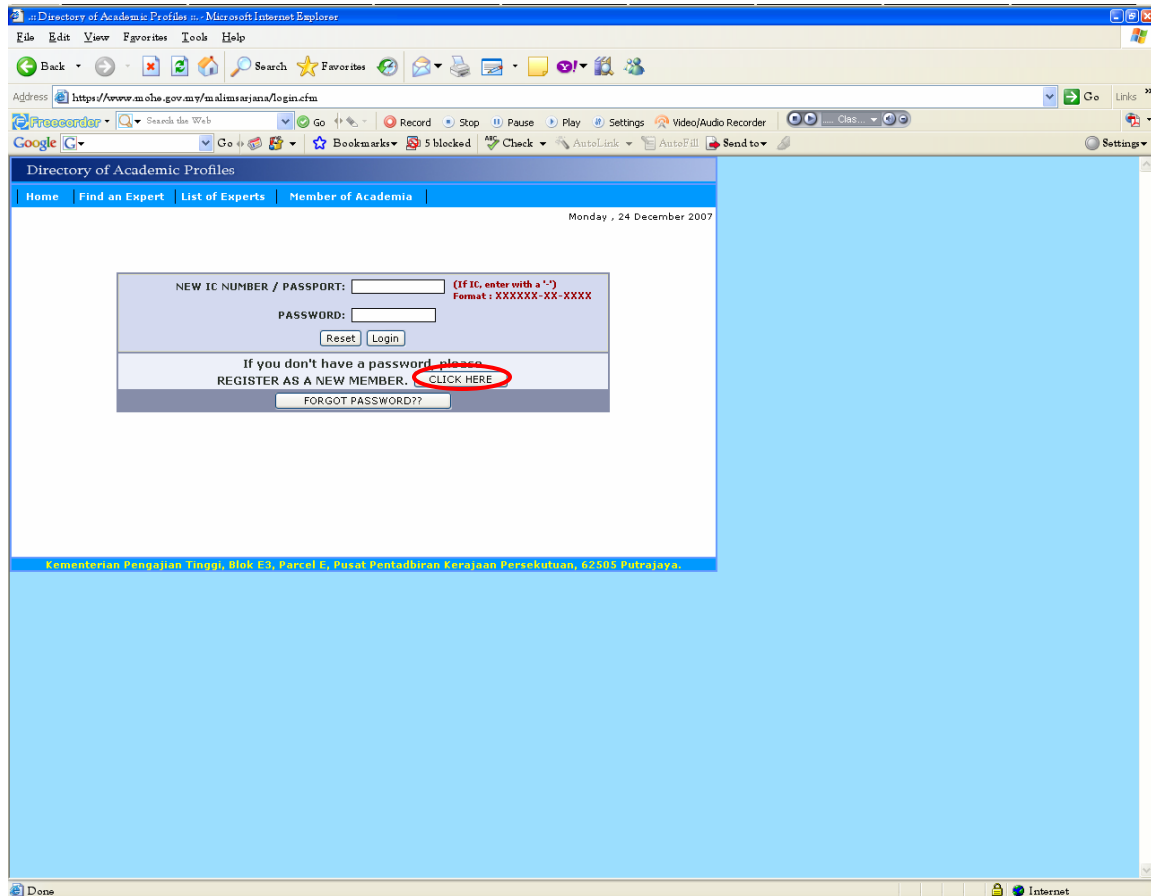 .:: Directory of Academic Profiles ::. - Microsoft Internet Explorer
File Edit View Favorites Tools Help
Back Search Favorites
Address https://www.mohe.gov.my/malimsarjana/login.cfm Go Links »
Freecorder Search the Web Go Record Stop Pause Play Settings Video/Audio Recorder .... Clas...
Google G Go Bookmarks 5 blocked ABC Check AutoLink AutoFill Send to Settings
Directory of Academic Profiles
Home Find an Expert List of Experts Member of Academia
Monday , 24 December 2007
NEW IC NUMBER / PASSPORT: (If IC, enter with a '-')
Format : XXXXXX-XX-XXXX
PASSWORD:
Reset Login
If you don't have a password, please
REGISTER AS A NEW MEMBER. CLICK HERE
FORGOT PASSWORD??
Kementerian Pengajian Tinggi, Blok E3, Parcel E, Pusat Pentadbiran Kerajaan Persekutuan, 62505 Putrajaya.
Done Internet